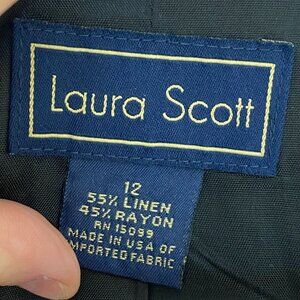 Laura Scott
12
55% LINEN
45% RAYON
RN 15099
MADE IN USA OF
IMPORTED FABRIC